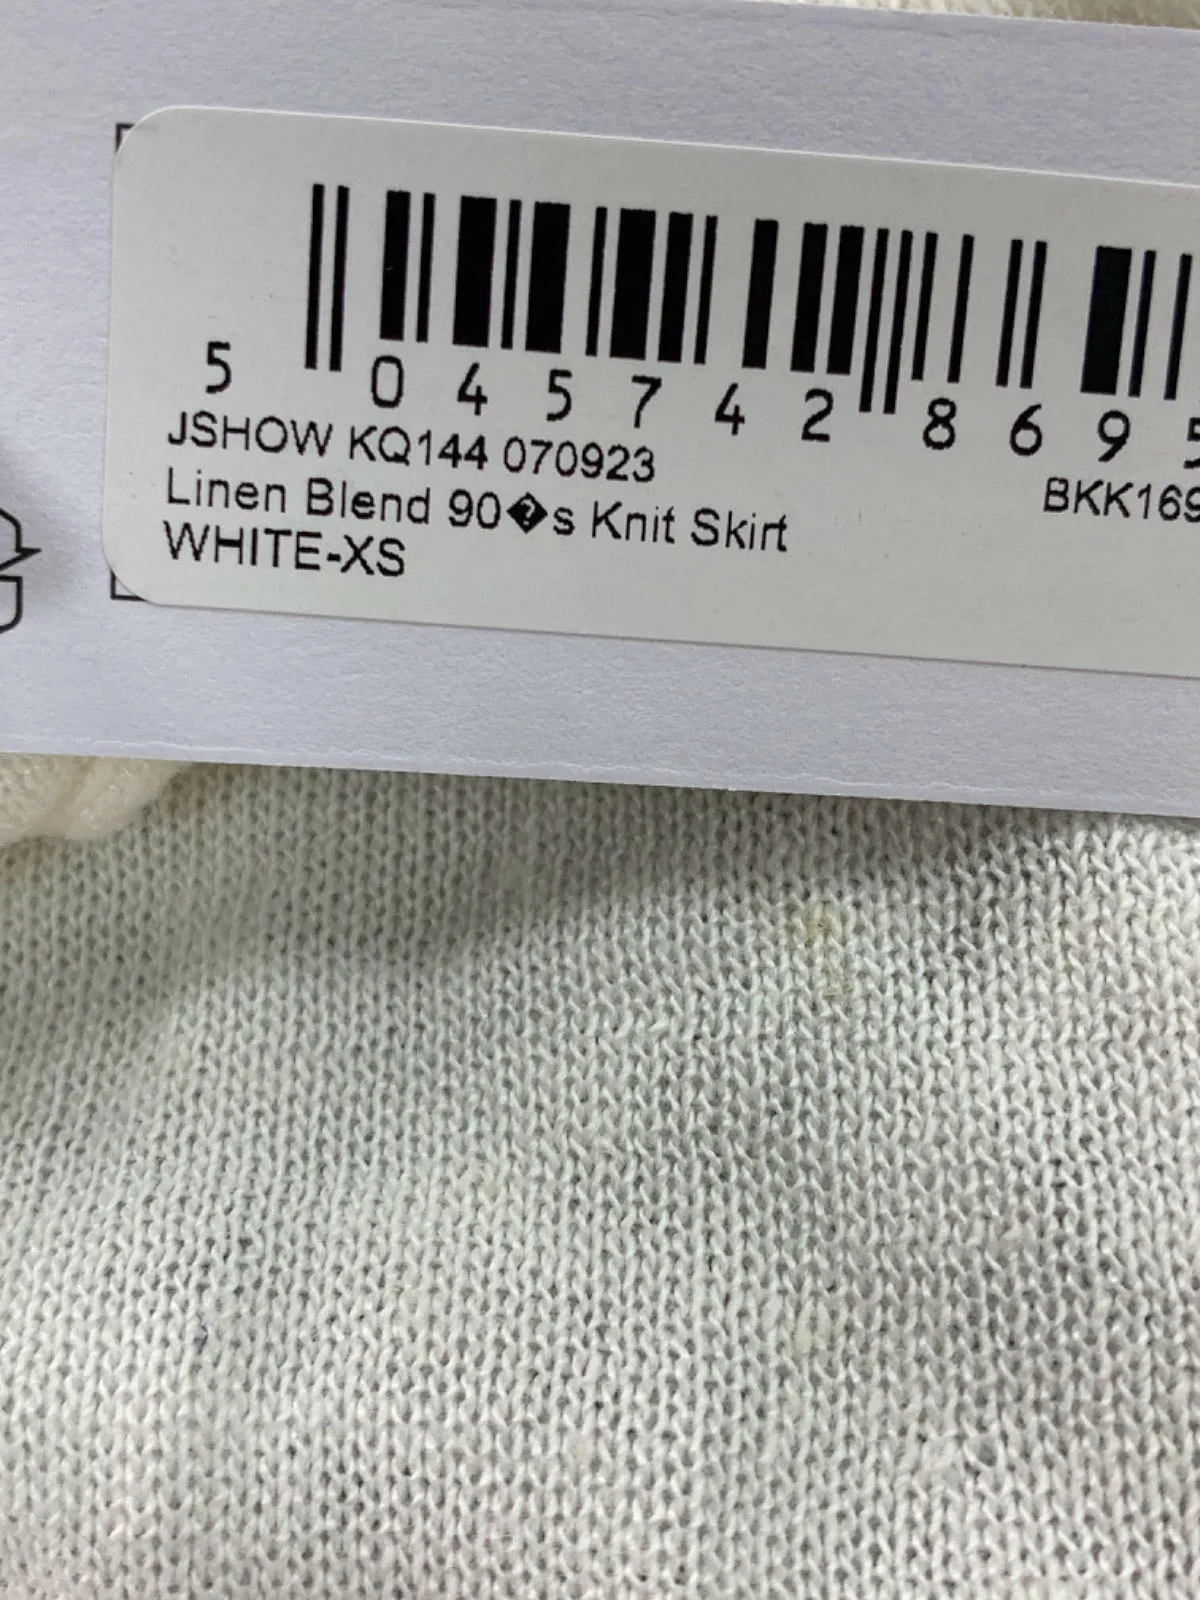 5 045742 8695
JSHOW KQ144 070923
Linen Blend 90�s Knit Skirt
BKK169
WHITE-XS